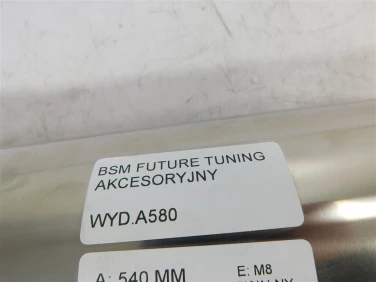 BSM FUTURE TUNING
AKCESORYJNY
WYD.A580
A: 540 MM
E: M8